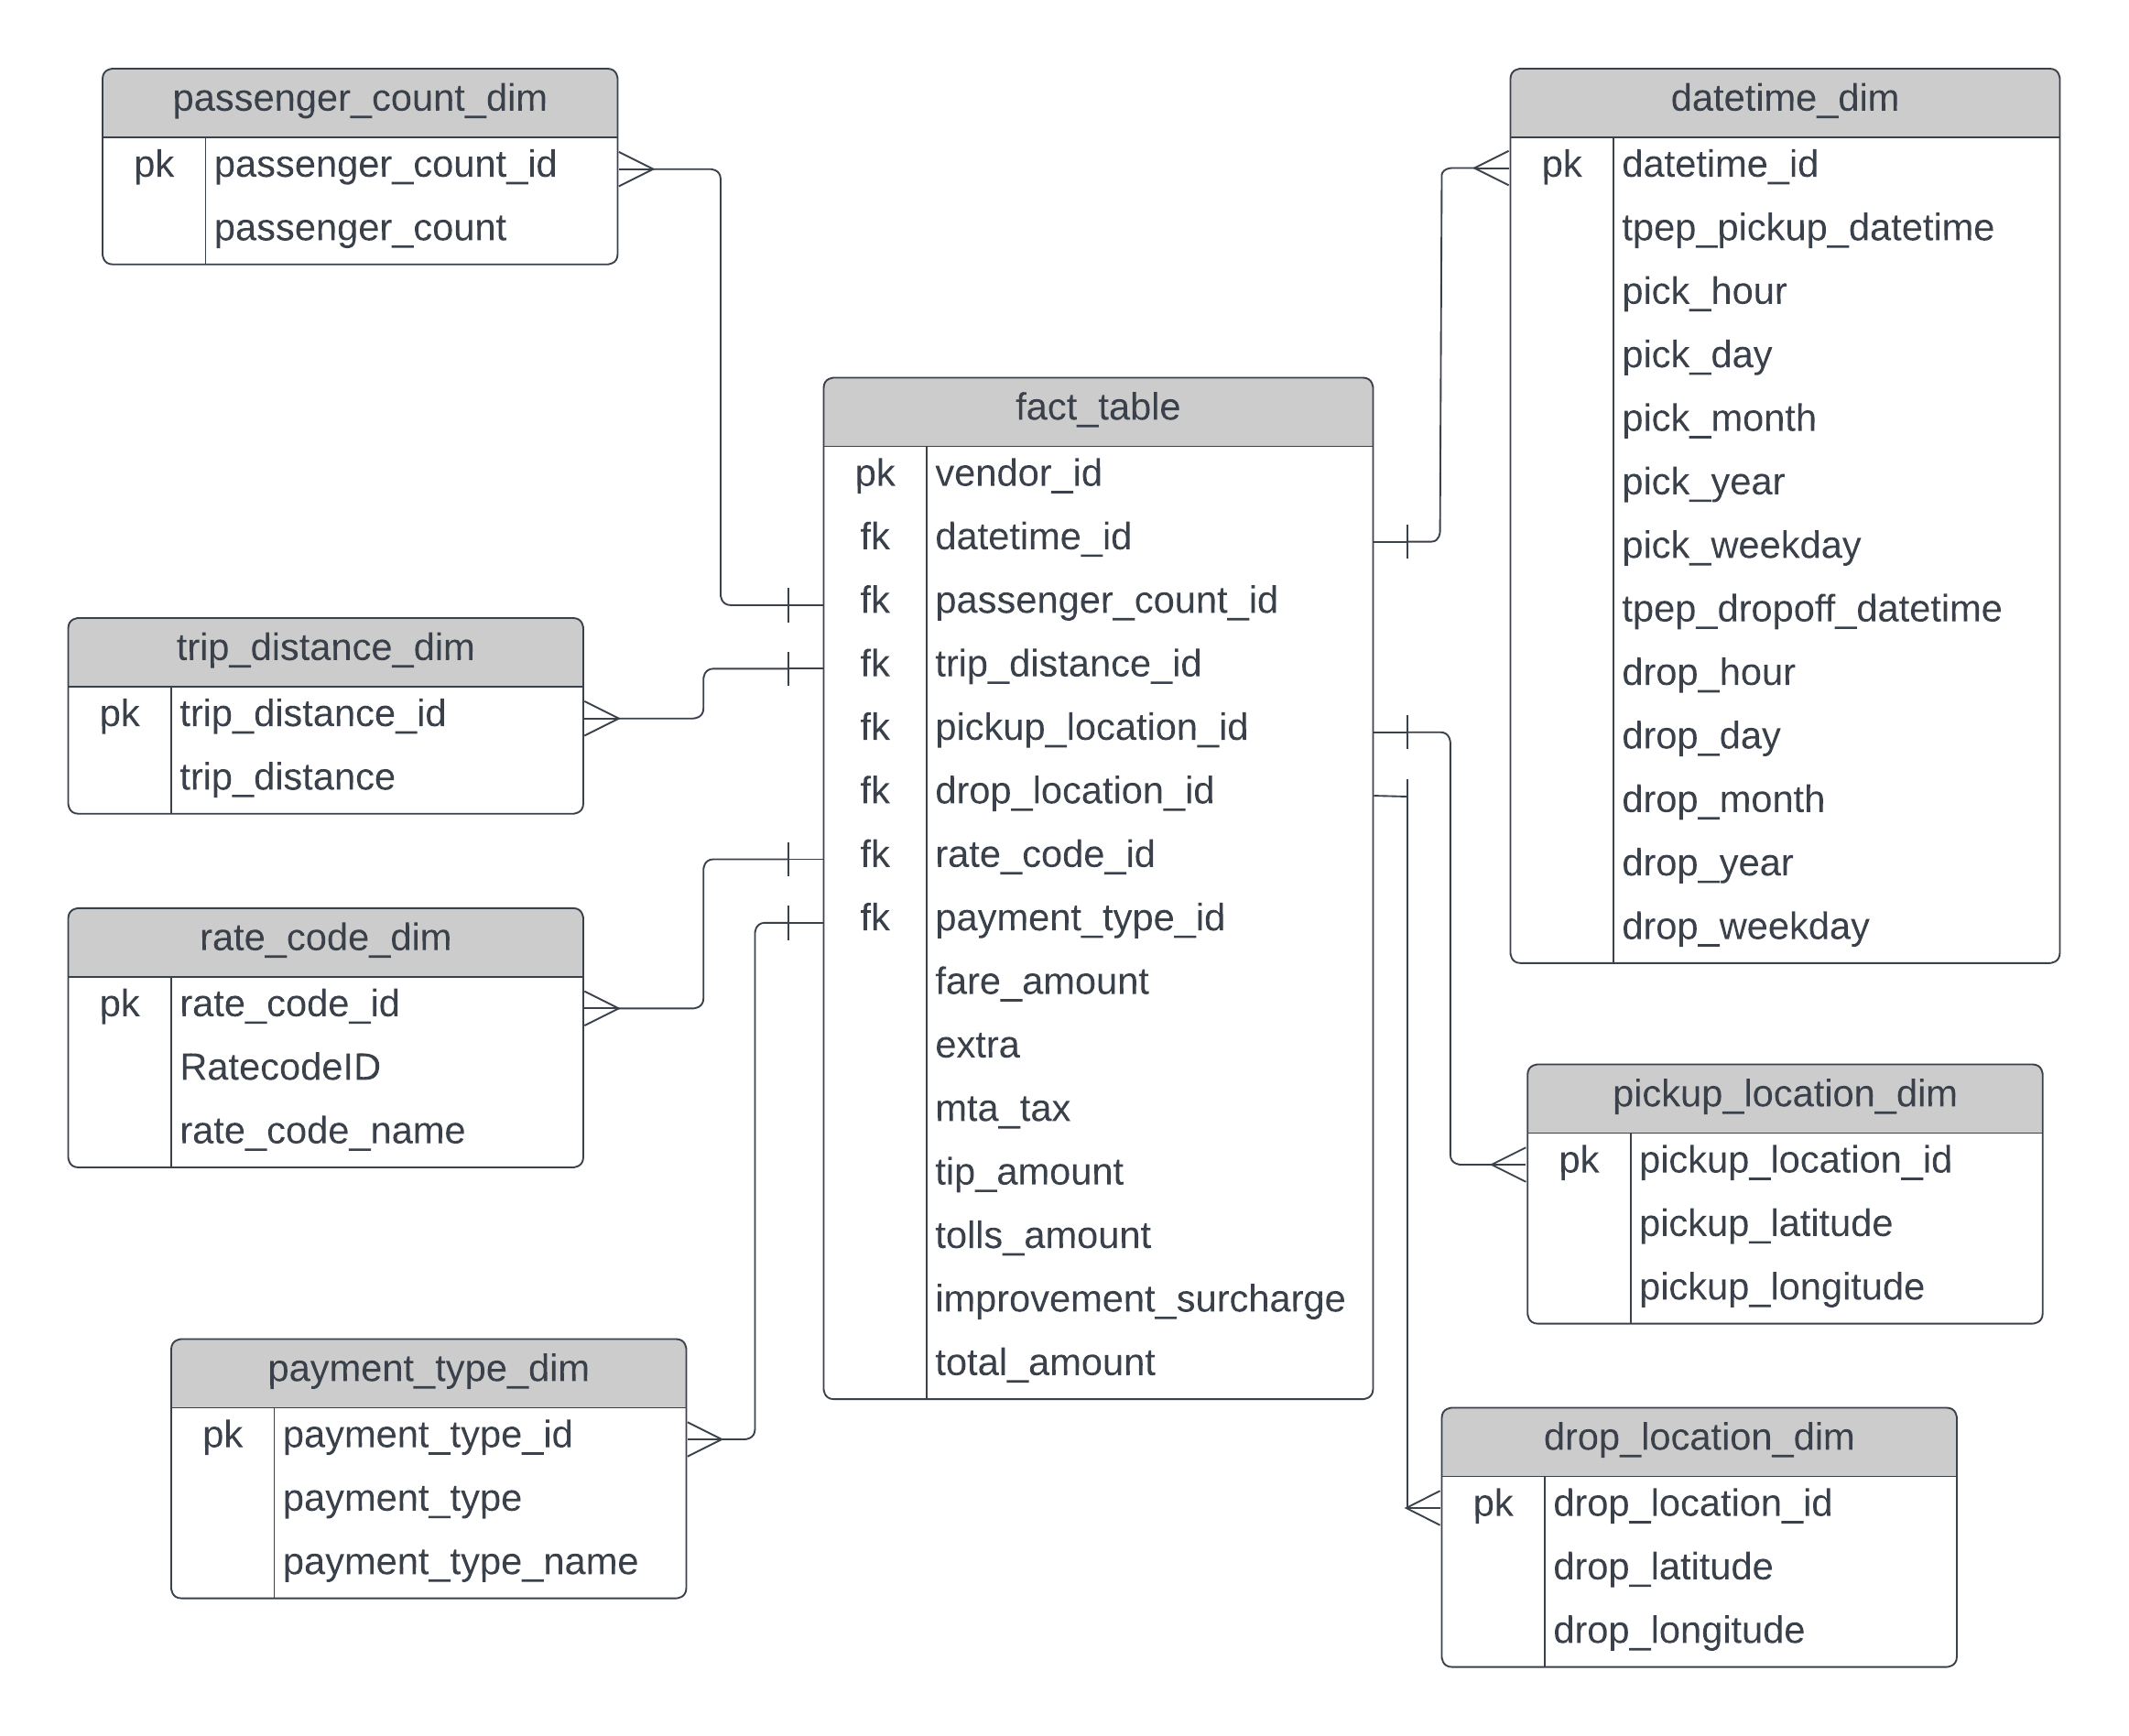 passenger_count_dim
pk passenger_count_id
passenger_count
datetime_dim
pk datetime_id
tpep_pickup_datetime
pick_hour
pick_day
pick_month
pick_year
pick_weekday
tpep_dropoff_datetime
drop_hour
drop_day
drop_month
drop_year
drop_weekday
fact_table
pk vendor_id
fk datetime_id
fk passenger_count_id
fk trip_distance_id
fk pickup_location_id
fk drop_location_id
fk rate_code_id
fk payment_type_id
fare_amount
extra
mta_tax
tip_amount
tolls_amount
improvement_surcharge
total_amount
trip_distance_dim
pk trip_distance_id
trip_distance
rate_code_dim
pk rate_code_id
RatecodeID
rate_code_name
pickup_location_dim
pk pickup_location_id
pickup_latitude
pickup_longitude
payment_type_dim
pk payment_type_id
payment_type
payment_type_name
drop_location_dim
pk drop_location_id
drop_latitude
drop_longitude